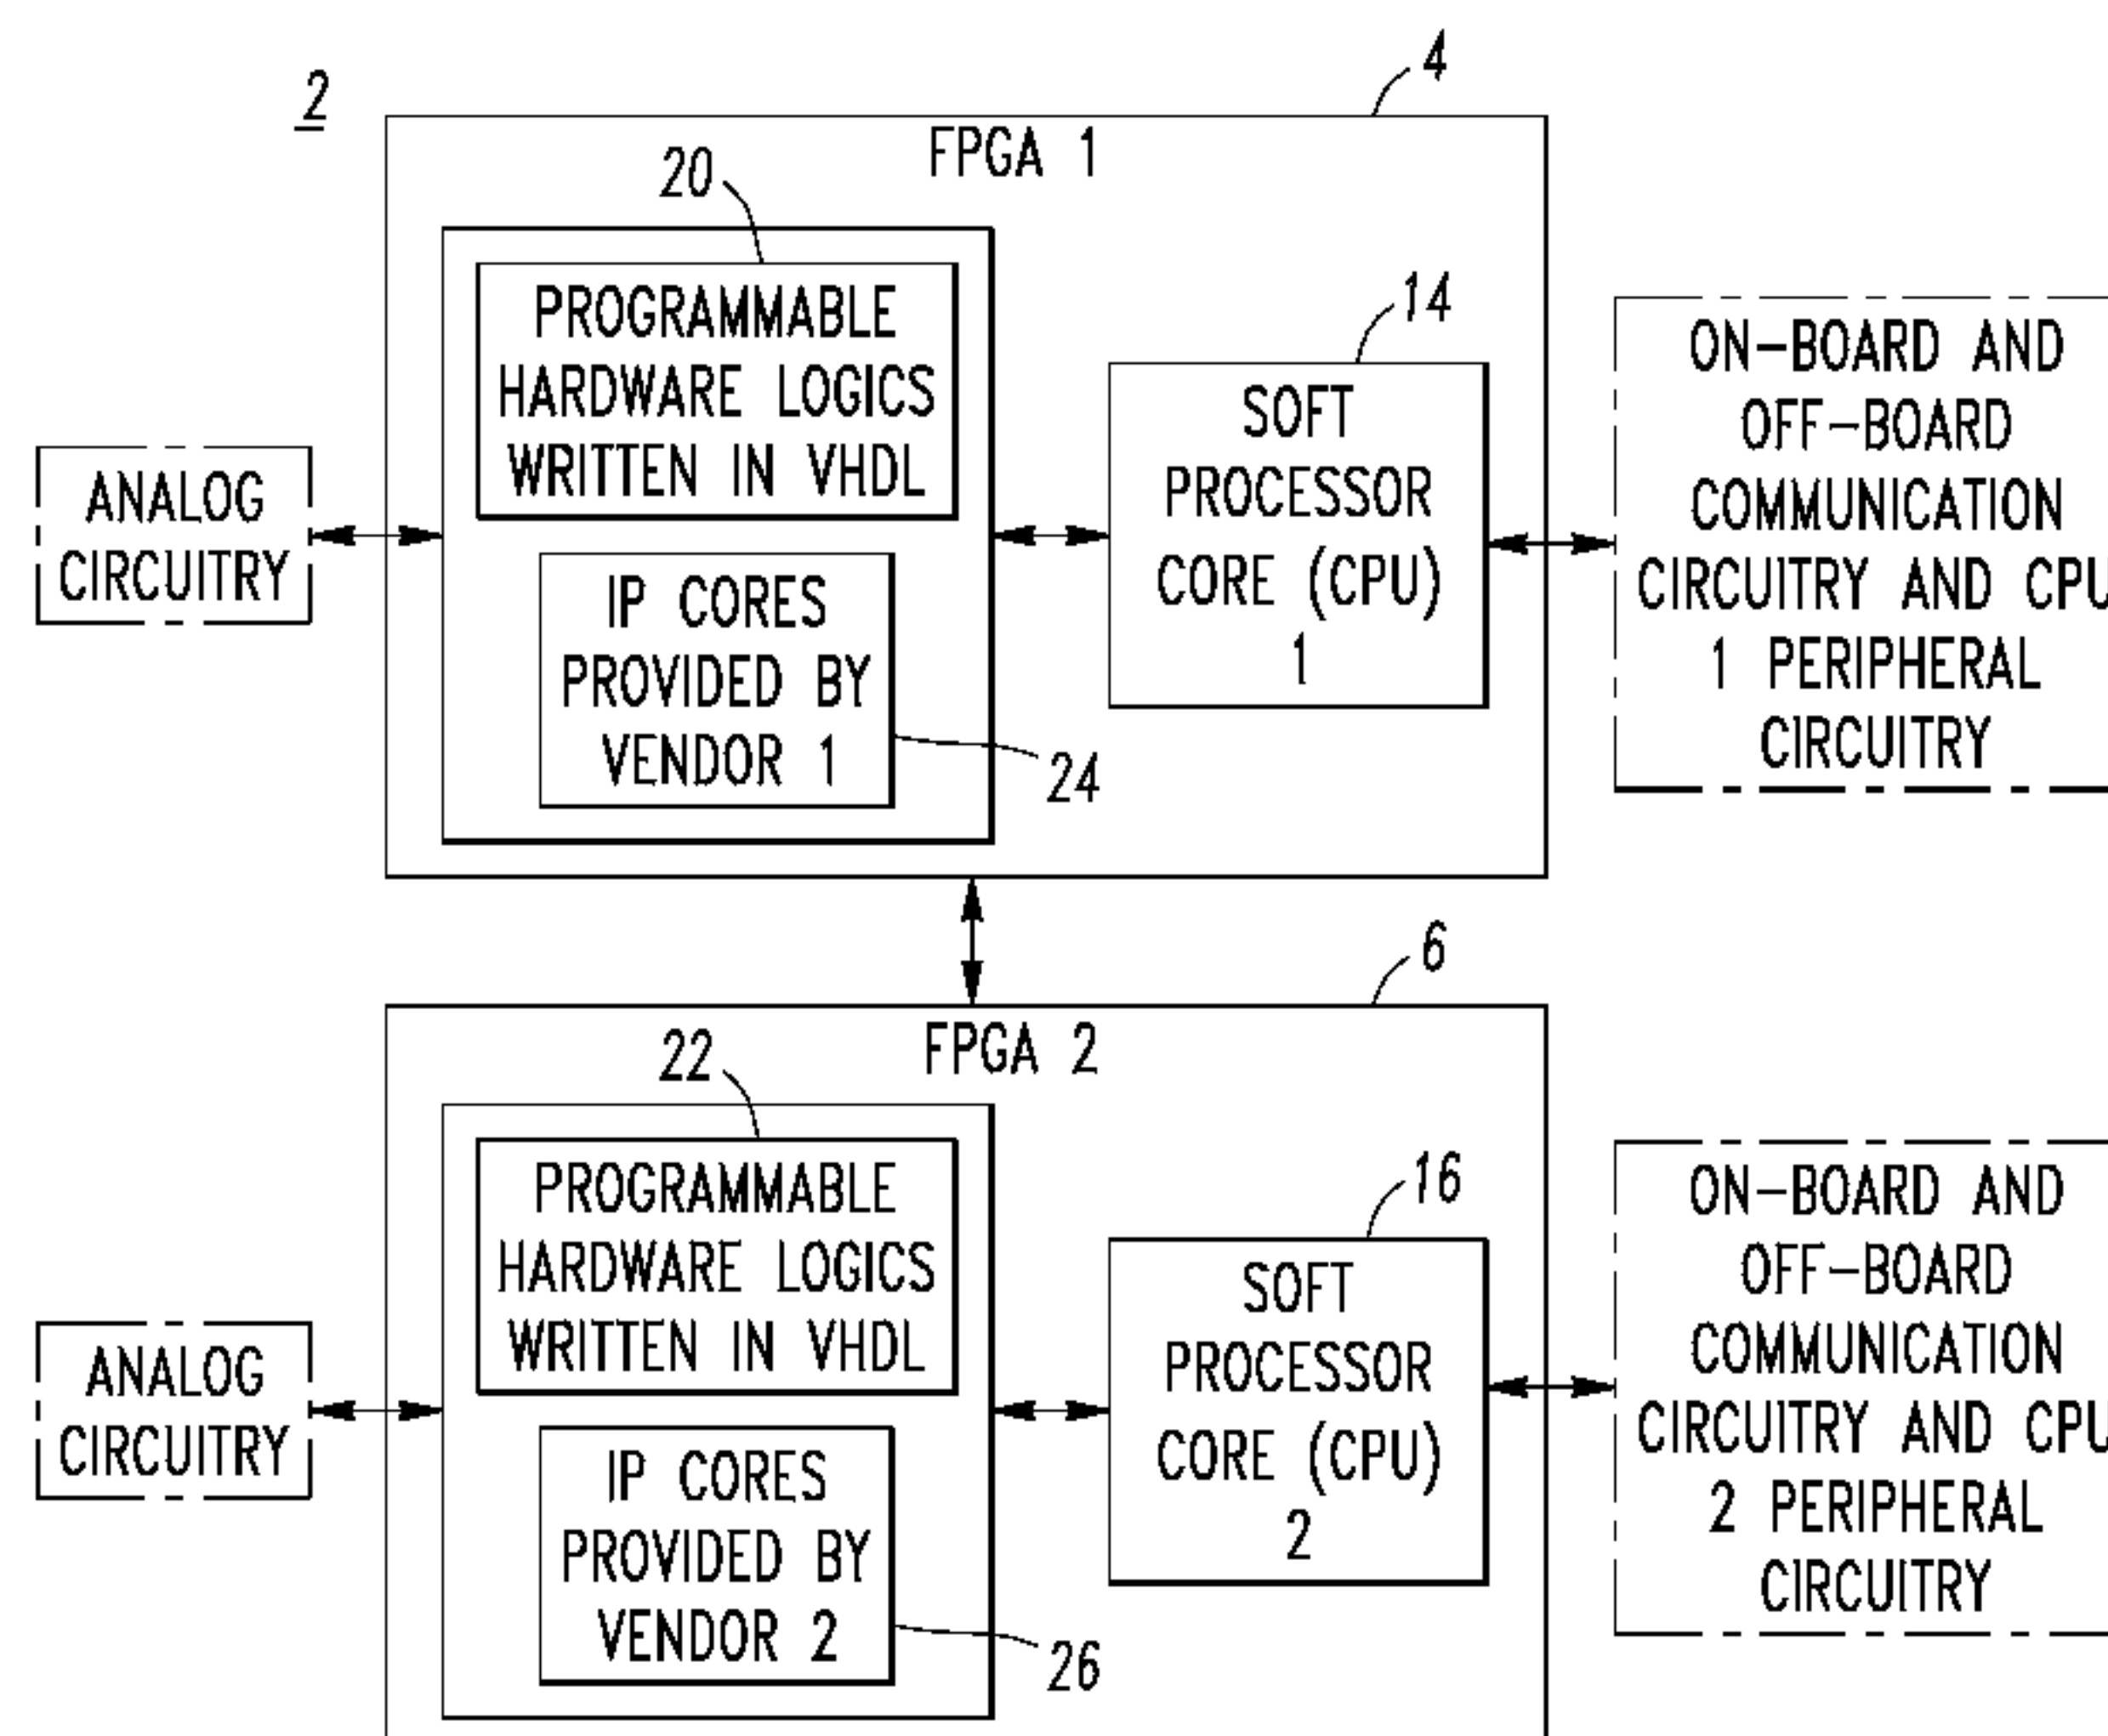 2
4
FPGA 1
20
PROGRAMMABLE
HARDWARE LOGICS
WRITTEN IN VHDL
IP CORES
PROVIDED BY
VENDOR 1
24
14
SOFT
PROCESSOR
CORE (CPU)
1
ANALOG
CIRCUITRY
ON-BOARD AND
OFF-BOARD
COMMUNICATION
CIRCUITRY AND CPU
1 PERIPHERAL
CIRCUITRY
6
FPGA 2
22
PROGRAMMABLE
HARDWARE LOGICS
WRITTEN IN VHDL
IP CORES
PROVIDED BY
VENDOR 2
26
16
SOFT
PROCESSOR
CORE (CPU)
2
ANALOG
CIRCUITRY
ON-BOARD AND
OFF-BOARD
COMMUNICATION
CIRCUITRY AND CPU
2 PERIPHERAL
CIRCUITRY